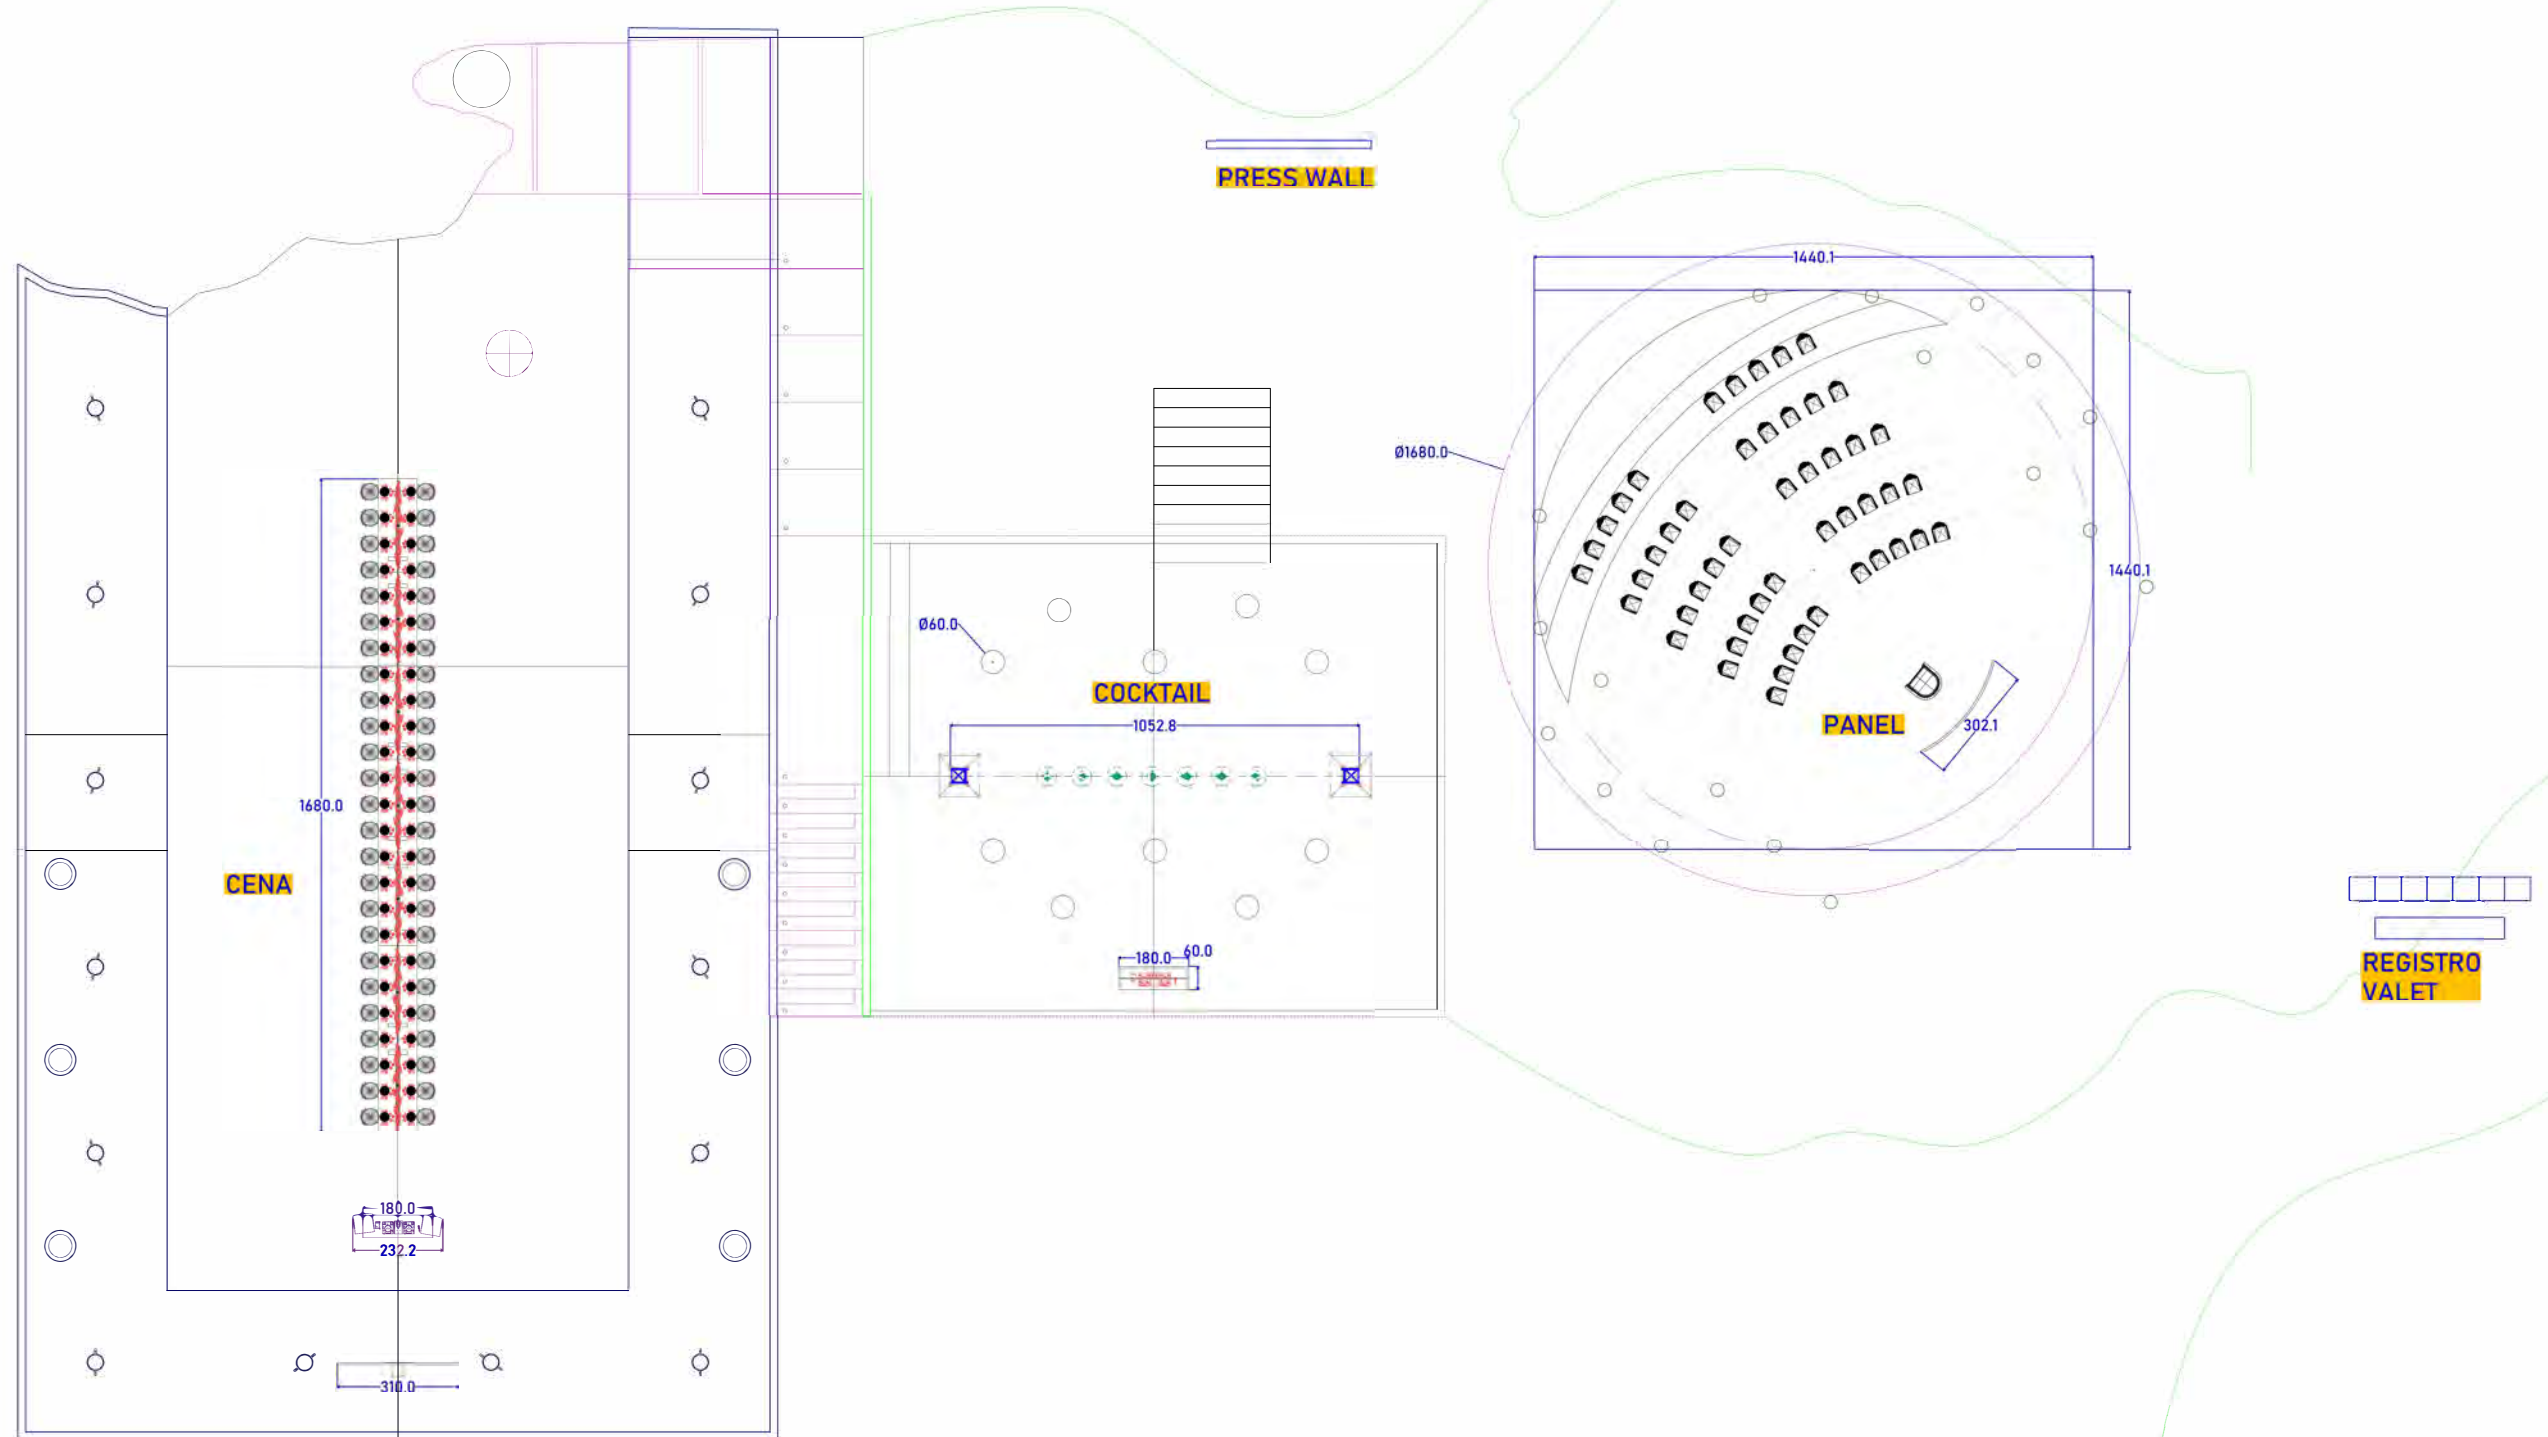 PRESS WALL
1440.1
Ø1680.0
1440.1
Ø60.0
COCKTAIL
1052.8
PANEL
302.1
1680.0
CENA
180.0
60.0
REGISTRO
VALET
180.0
232.2
310.0